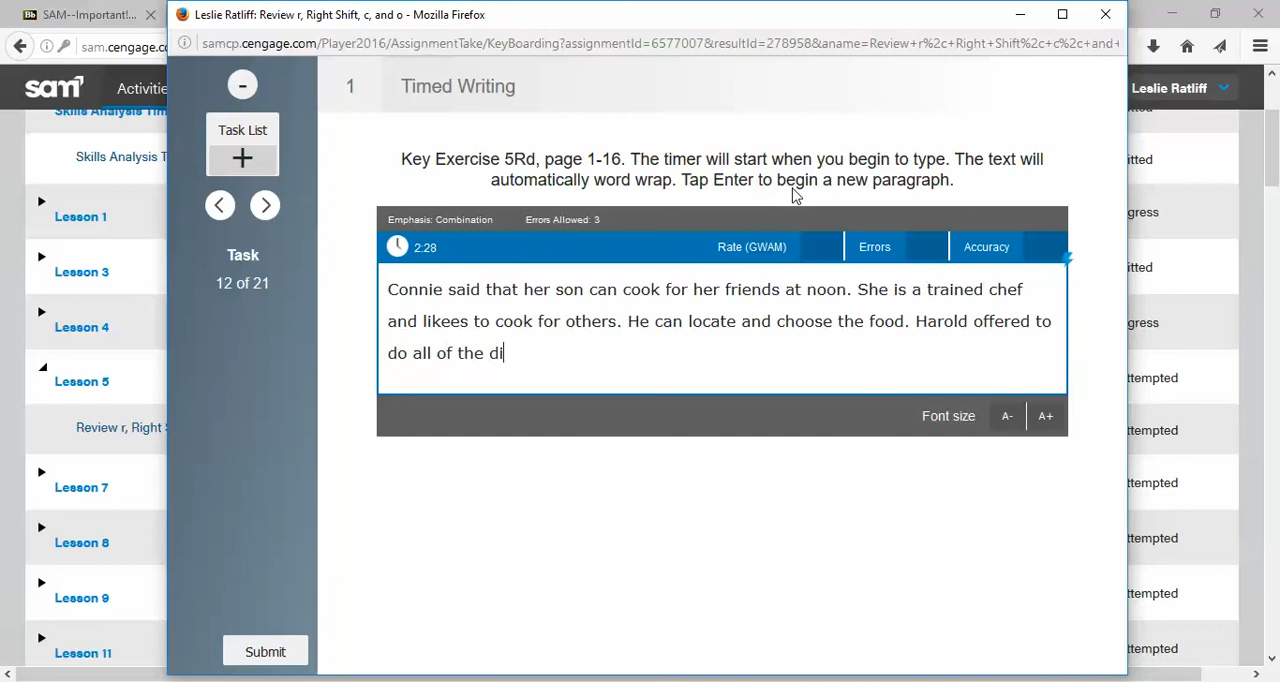 SAM--Important!...
Leslie Ratliff: Review r, Right Shift, c, and o - Mozilla Firefox
sam.cengage.co
samcp.cengage.com/Player2016/AssignmentTake/KeyBoarding?assignmentId=6577007&resultId=278958&aname=Review+r%2c+Right+Shift%2c+c%2c+and+
sam
Activitie
Leslie Ratliff
-
Task List
+
Task
12 of 21
Submit
1 Timed Writing
Key Exercise 5Rd, page 1-16. The timer will start when you begin to type. The text will
automatically word wrap. Tap Enter to begin a new paragraph.
Emphasis: Combination Errors Allowed: 3
2:28 Rate (GWAM) Errors Accuracy
Connie said that her son can cook for her friends at noon. She is a trained chef
and likees to cook for others. He can locate and choose the food. Harold offered to
do all of the di
Font size A- A+
Skills Analysis Tim
Skills Analysis T
Lesson 1
Lesson 3
Lesson 4
Lesson 5
Review r, Right
Lesson 7
Lesson 8
Lesson 9
Lesson 11
itted
gress
itted
gress
ttempted
ttempted
ttempted
ttempted
ttempted
ttempted